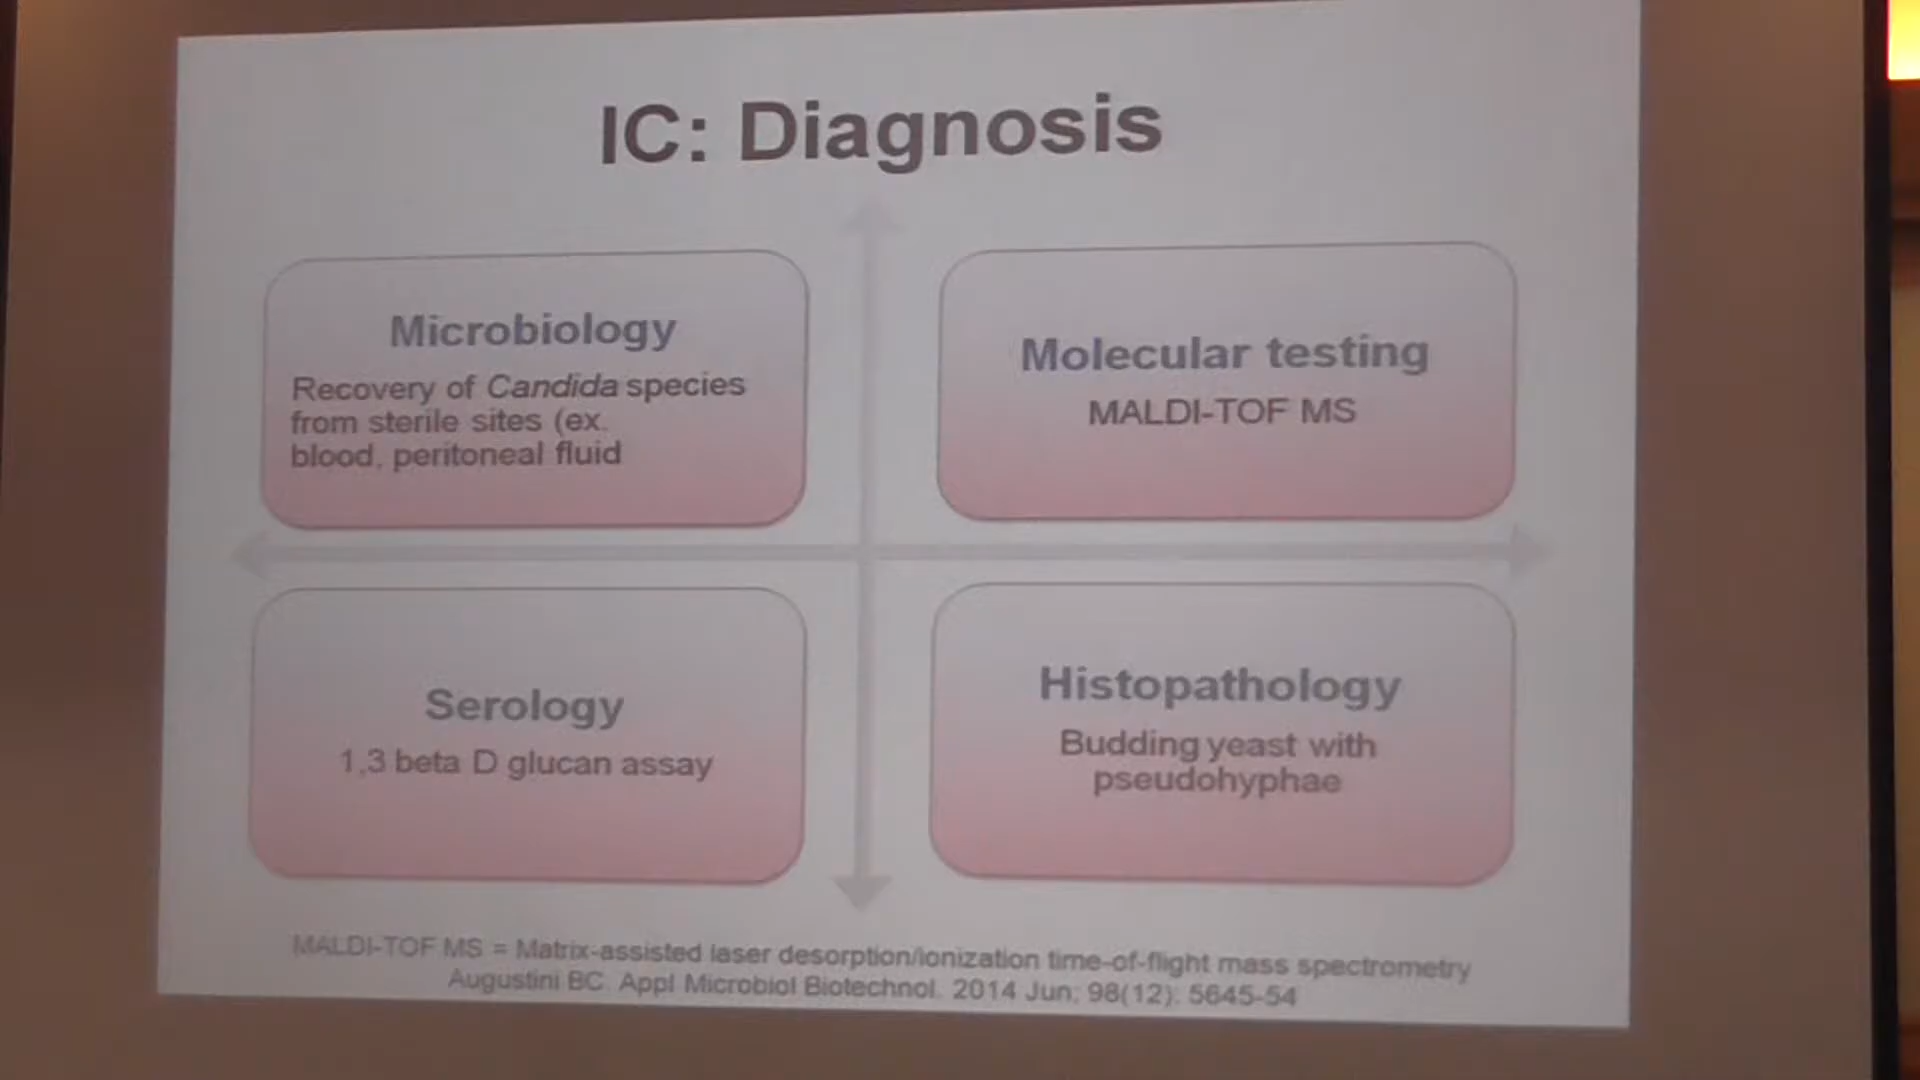 IC: Diagnosis
Microbiology
Recovery of Candida species
from sterile sites (ex.
blood, peritoneal fluid
Molecular testing
MALDI-TOF MS
Serology
1,3 beta D glucan assay
Histopathology
Budding yeast with
pseudohyphae
MALDI-TOF MS = Matrix-assisted laser desorption/ionization time-of-flight mass spectrometry
Augustini BC. Appl Microbiol Biotechnol. 2014 Jun; 98(12): 5645-54